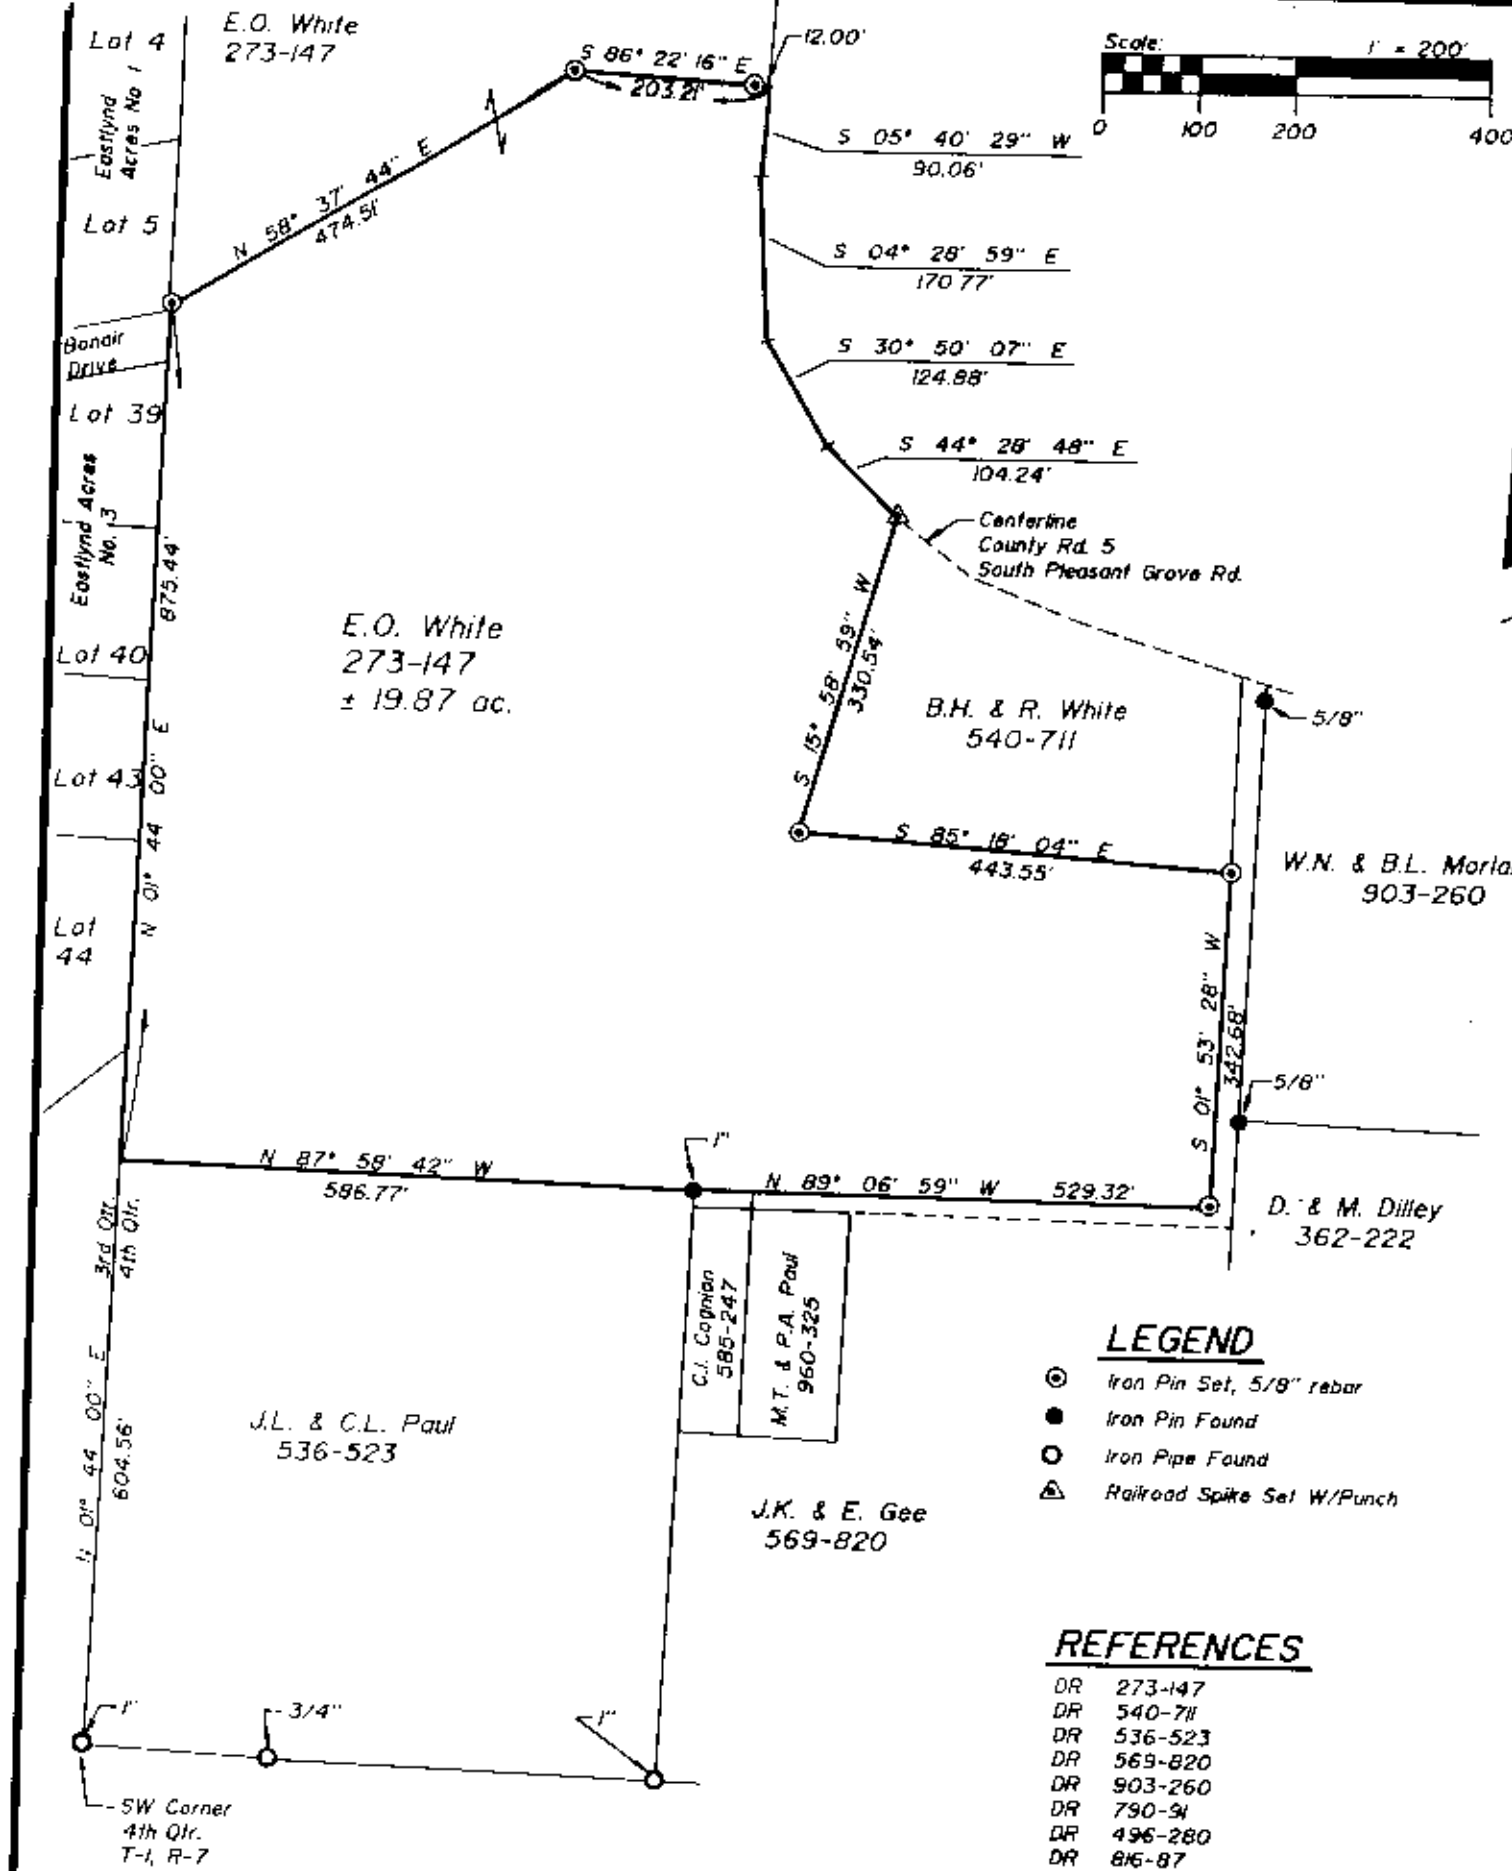 Lot 4
E.O. White
273-147
Eastlynd
Acres No 1
Lot 5
S 86° 22' 16" E
203.21'
12.00'
Scale: 1" = 200'
0 100 200 400
N 58° 37' 44" E
474.51'
S 05° 40' 29" W
90.06'
S 04° 28' 59" E
170.77'
S 30° 50' 07" E
124.88'
S 44° 28' 48" E
104.24'
Centerline
County Rd. 5
South Pleasant Grove Rd.
Bonair
Drive
Lot 39
Eastlynd Acres
No. 3
Lot 40
Lot 43
Lot
44
875.44'
N 01° 44' 00" E
E.O. White
273-147
± 19.87 ac.
S 15° 58' 59" W
330.54'
B.H. & R. White
540-711
5/8"
S 85° 18' 04" E
443.55'
W.N. & B.L. Morla
903-260
S 01° 53' 28" W
342.68'
5/8"
N 87° 58' 42" W
586.77'
1"
N 89° 06' 59" W 529.32'
D. & M. Dilley
362-222
3rd Qtr.
4th Qtr.
C.I. Cognion
585-247
M.T. & P.A. Paul
960-325
N 01° 44' 00" E
604.56'
J.L. & C.L. Paul
536-523
J.K. & E. Gee
569-820
LEGEND
Iron Pin Set, 5/8" rebar
Iron Pin Found
Iron Pipe Found
Railroad Spike Set W/Punch
1"
3/4"
1"
SW Corner
4th Qtr.
T-1, R-7
REFERENCES
DR 273-147
DR 540-711
DR 536-523
DR 569-820
DR 903-260
DR 790-91
DR 496-280
DR 816-87